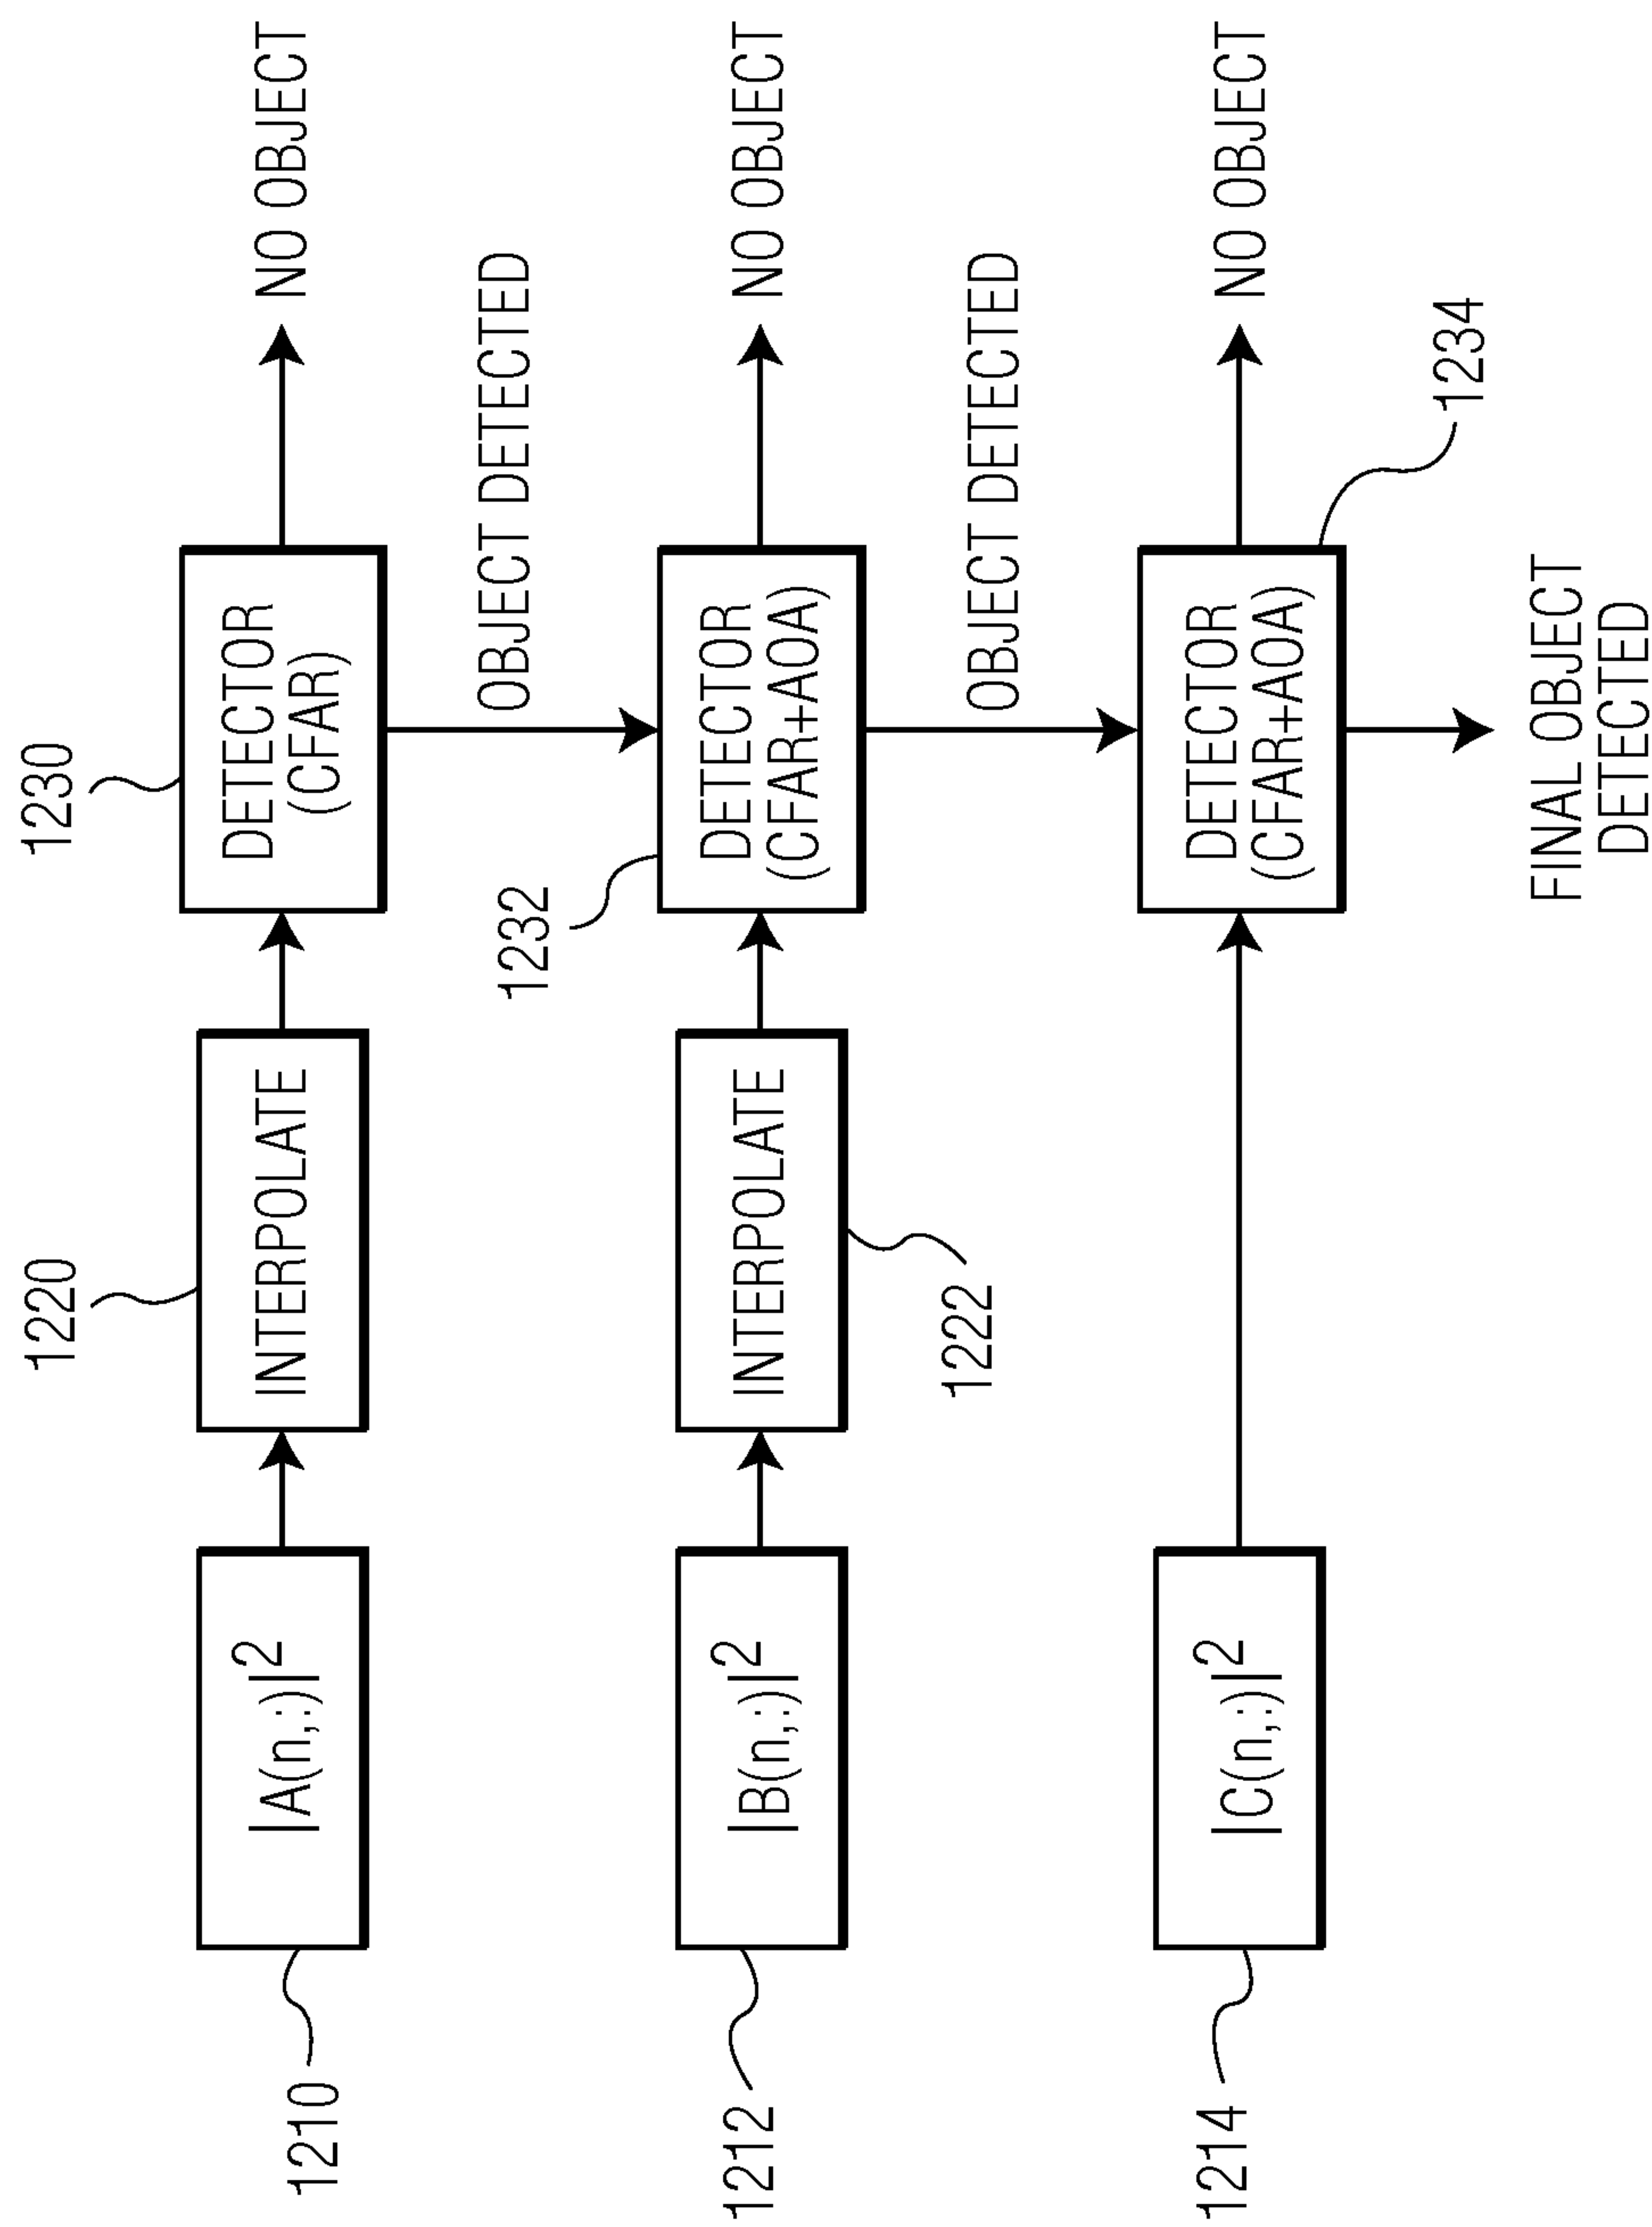 1210
|A(n,:)|²
1220
INTERPOLATE
1230
DETECTOR
(CFAR)
NO OBJECT
OBJECT DETECTED
1212
|B(n,:)|²
1222
INTERPOLATE
1232
DETECTOR
(CFAR+AOA)
NO OBJECT
OBJECT DETECTED
1214
|C(n,:)|²
DETECTOR
(CFAR+AOA)
1234
NO OBJECT
FINAL OBJECT
DETECTED